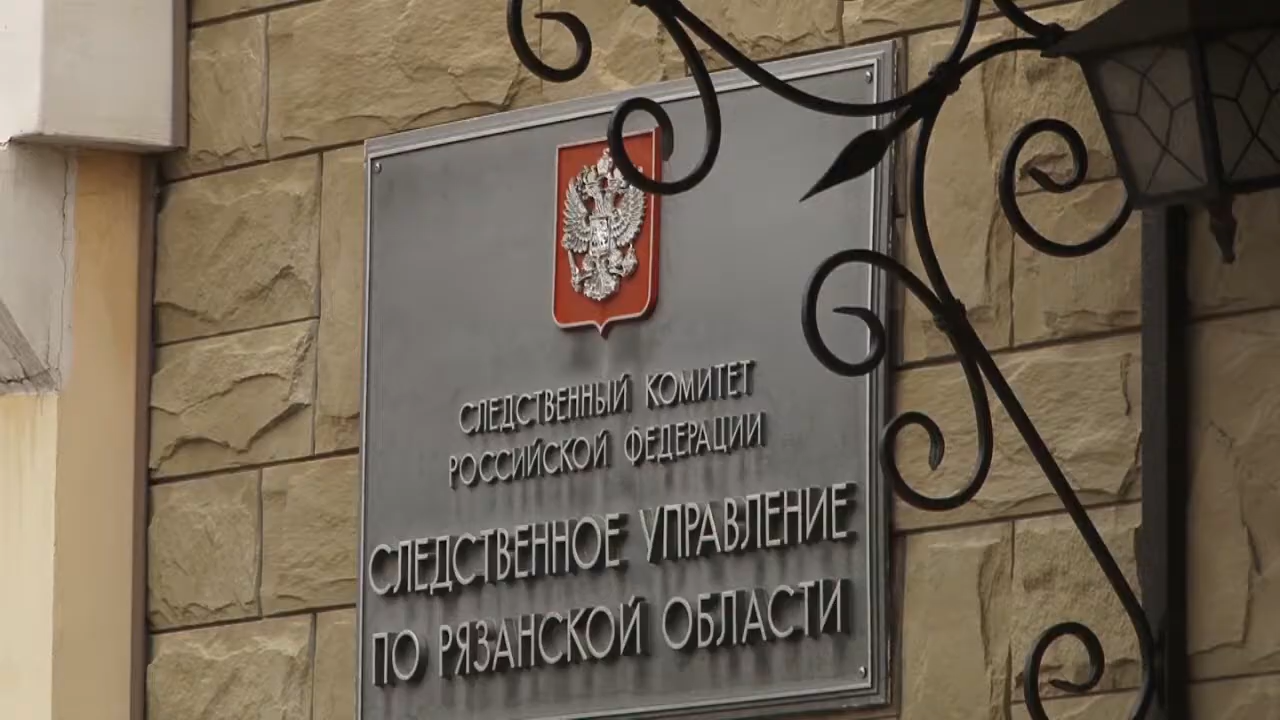 СЛЕДСТВЕННЫЙ КОМИТЕТ
РОССИЙСКОЙ ФЕДЕРАЦИИ
СЛЕДСТВЕННОЕ УПРАВЛЕНИЕ
ПО РЯЗАНСКОЙ ОБЛАСТИ